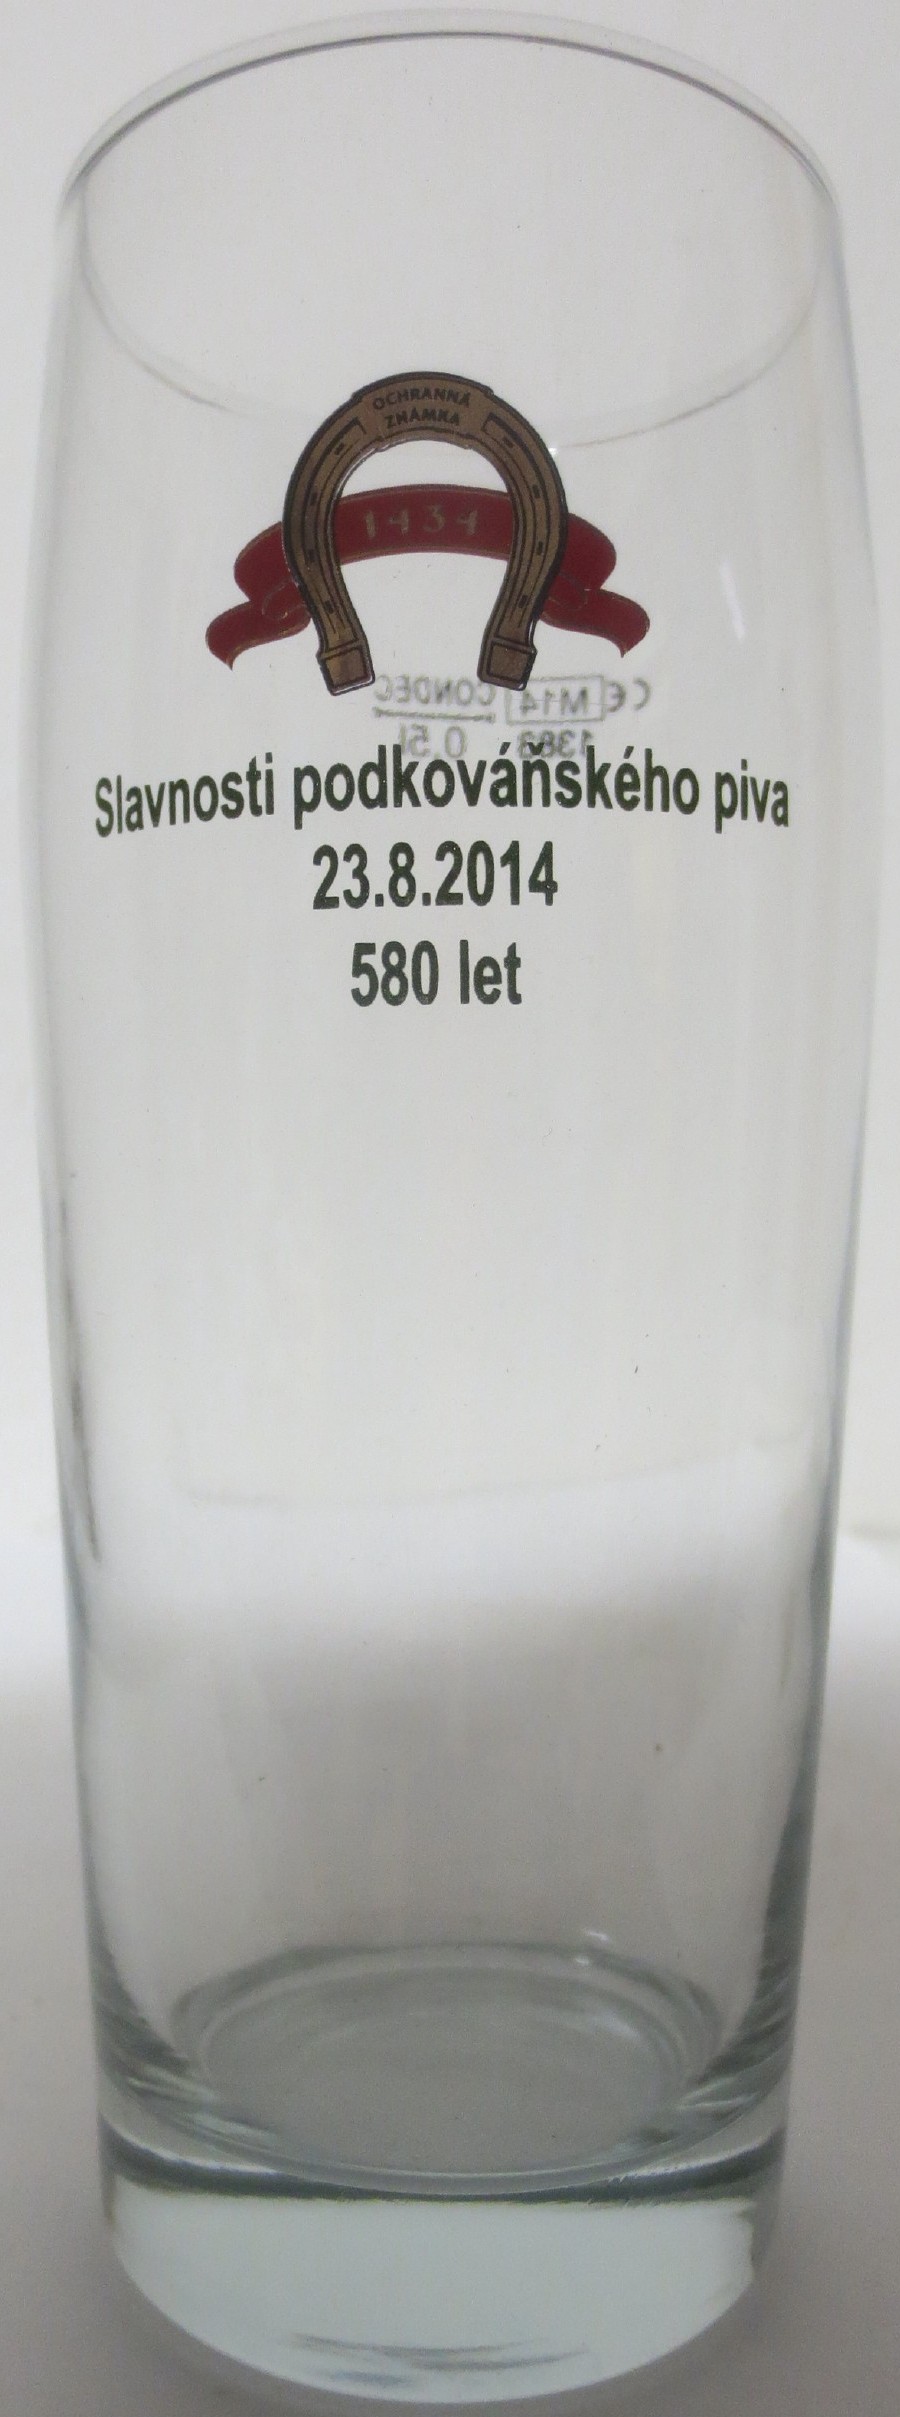 OCHRANNÁ
ZNÁMKA
1434
CONDEC M14 CE
0.5l 1383
Slavnosti podkováňského piva
23.8.2014
580 let